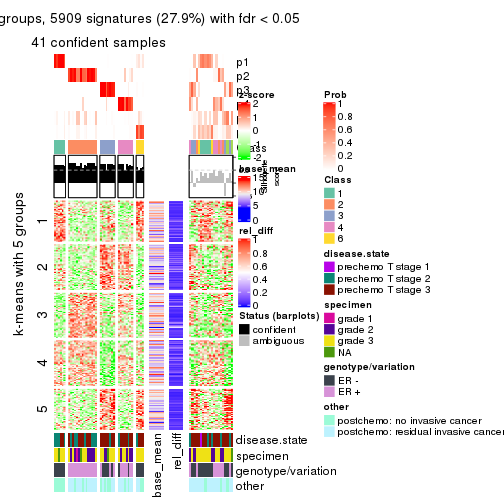 groups, 5909 signatures (27.9%) with fdr < 0.05
41 confident samples
p1
p2
p3
z-score
2
1
0
-1
-2
base_mean
15
10
5
0
rel_diff
1
0.8
0.6
0.4
0.2
0
Status (barplots)
confident
ambiguous
Silhouette
score
k-means with 5 groups
1
2
3
4
5
base_mean
rel_diff
disease.state
specimen
genotype/variation
other
Prob
1
0.8
0.6
0.4
0.2
0
Class
1
2
3
4
6
disease.state
prechemo T stage 1
prechemo T stage 2
prechemo T stage 3
specimen
grade 1
grade 2
grade 3
NA
genotype/variation
ER -
ER +
other
postchemo: no invasive cancer
postchemo: residual invasive cancer